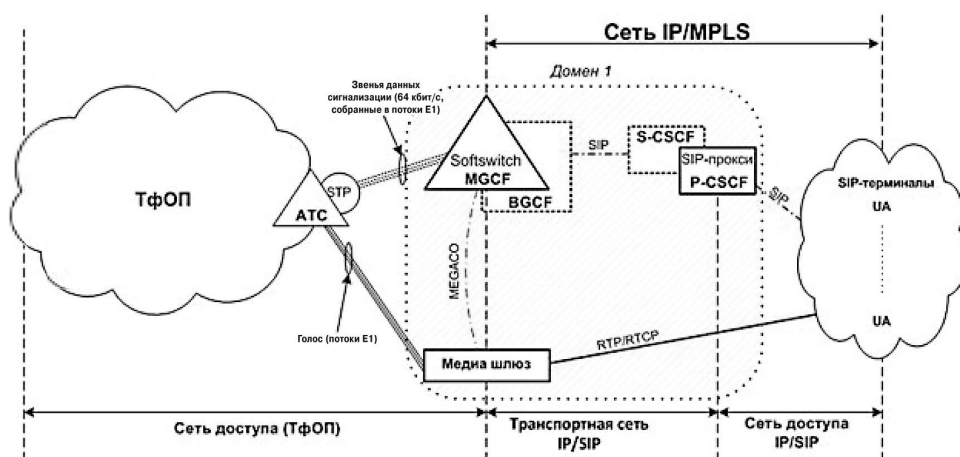 Сеть IP/MPLS
Домен 1
Звенья данных
сигнализации (64 кбит/с,
собранные в потоки E1)
ТфОП
STP
АТС
Softswitch
MGCF
BGCF
SIP
S-CSCF
SIP-прокси
P-CSCF
SIP
SIP-терминалы
UA
UA
MEGACO
Голос (потоки E1)
Медиа шлюз
RTP/RTCP
Сеть доступа (ТфОП)
Транспортная сеть
IP/SIP
Сеть доступа
IP/SIP